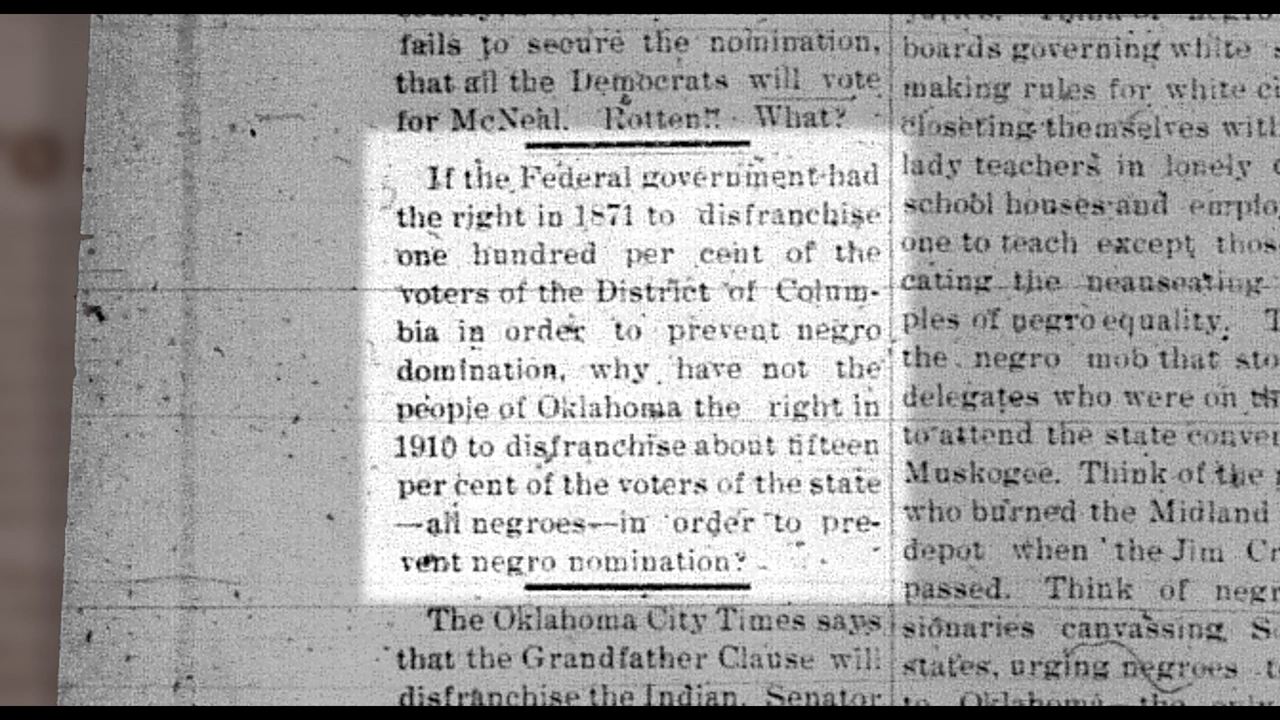 fails to secure the nomination,
that all the Democrats will vote
for McNeal. Rotten!! What?
If the Federal government had
the right in 1871 to disfranchise
one hundred per cent of the
voters of the District of Colum-
bia in order to prevent negro
domination, why have not the
people of Oklahoma the right in
1910 to disfranchise about fifteen
per cent of the voters of the state
—all negroes—in order to pre-
vent negro nomination?
The Oklahoma City Times says
that the Grandfather Clause will
disfranchise the Indian. Senator
boards governing white
making rules for white
closeting themselves with
lady teachers in lonely
school houses and
one to teach except
cating the
ples of negro equality.
the negro mob that
delegates who were on
to attend the state
Muskogee. Think of the
who burned the Midland
depot when the Jim
passed. Think of
sionaries canvassing
states, urging negroes
to Oklahoma the